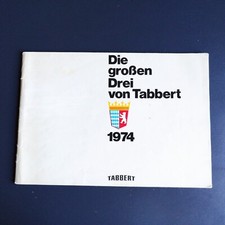 Die
großen
Drei
von Tabbert
1974
TABBERT